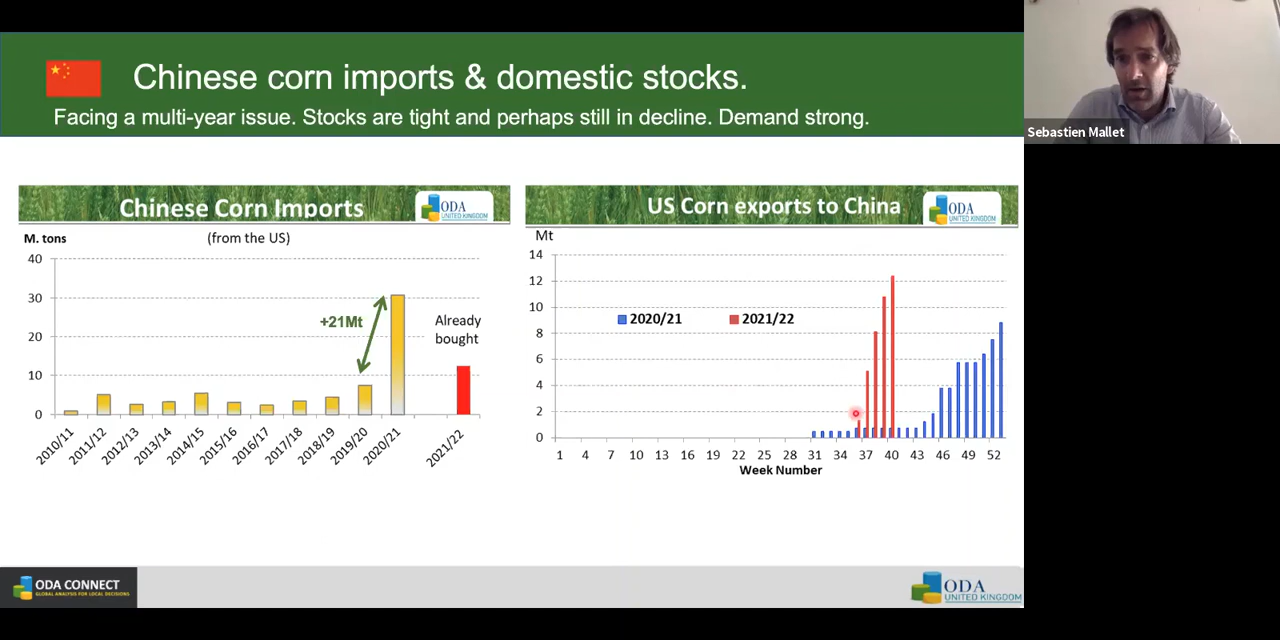 Chinese corn imports & domestic stocks.
Facing a multi-year issue. Stocks are tight and perhaps still in decline. Demand strong.
Sebastien Mallet
Chinese Corn Imports
ODA
UNITED KINGDOM
M. tons
(from the US)
40
30
20
10
0
+21Mt
Already
bought
2010/11
2011/12
2012/13
2013/14
2014/15
2015/16
2016/17
2017/18
2018/19
2019/20
2020/21
2021/22
US Corn exports to China
ODA
UNITED KINGDOM
Mt
14
12
10
8
6
4
2
0
2020/21
2021/22
1 4 7 10 13 16 19 22 25 28 31 34 37 40 43 46 49 52
Week Number
ODA CONNECT
GLOBAL ANALYSIS FOR LOCAL DECISIONS
ODA
UNITED KINGDOM